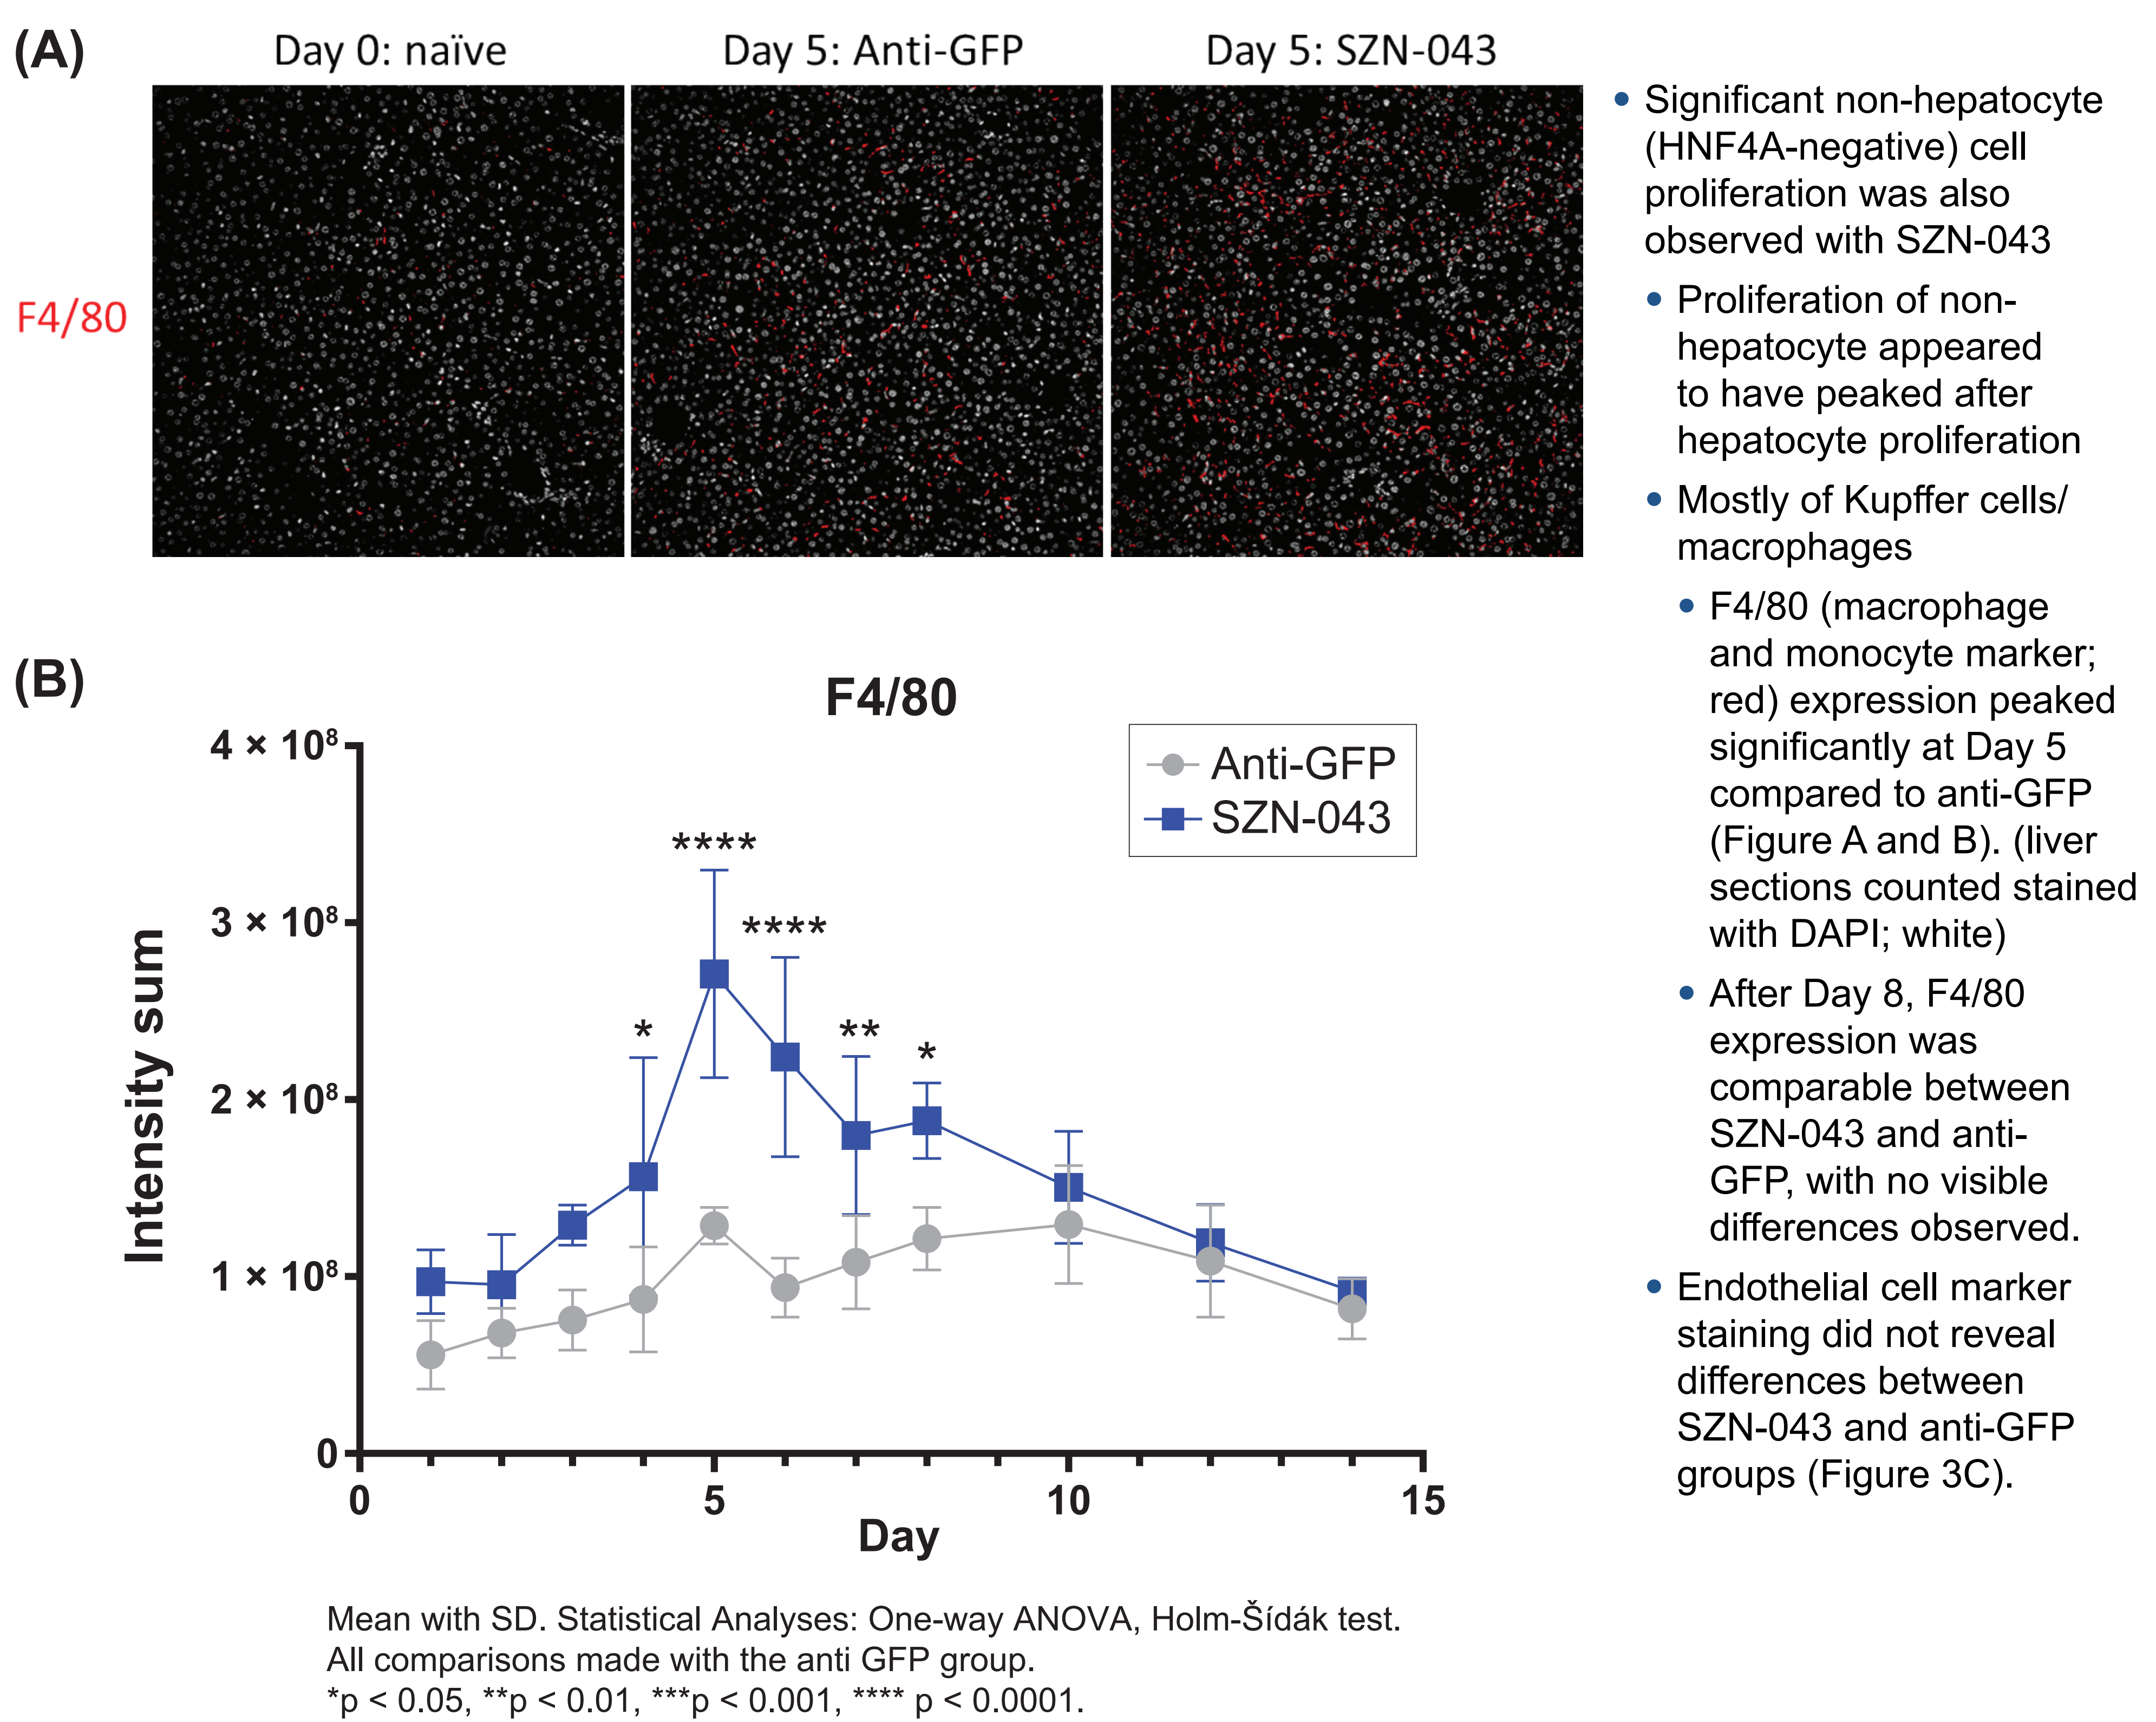 (A)
Day 0: naïve
Day 5: Anti-GFP
Day 5: SZN-043
F4/80
• Significant non-hepatocyte
(HNF4A-negative) cell
proliferation was also
observed with SZN-043
• Proliferation of non-
hepatocyte appeared
to have peaked after
hepatocyte proliferation
• Mostly of Kupffer cells/
macrophages
• F4/80 (macrophage
and monocyte marker;
red) expression peaked
significantly at Day 5
compared to anti-GFP
(Figure A and B). (liver
sections counted stained
with DAPI; white)
• After Day 8, F4/80
expression was
comparable between
SZN-043 and anti-
GFP, with no visible
differences observed.
• Endothelial cell marker
staining did not reveal
differences between
SZN-043 and anti-GFP
groups (Figure 3C).
(B)
F4/80
Anti-GFP
SZN-043
Intensity sum
4 × 10⁸
3 × 10⁸
2 × 10⁸
1 × 10⁸
0
*
****
****
**
*
0 5 10 15
Day
Mean with SD. Statistical Analyses: One-way ANOVA, Holm-Šídák test.
All comparisons made with the anti GFP group.
*p < 0.05, **p < 0.01, ***p < 0.001, **** p < 0.0001.